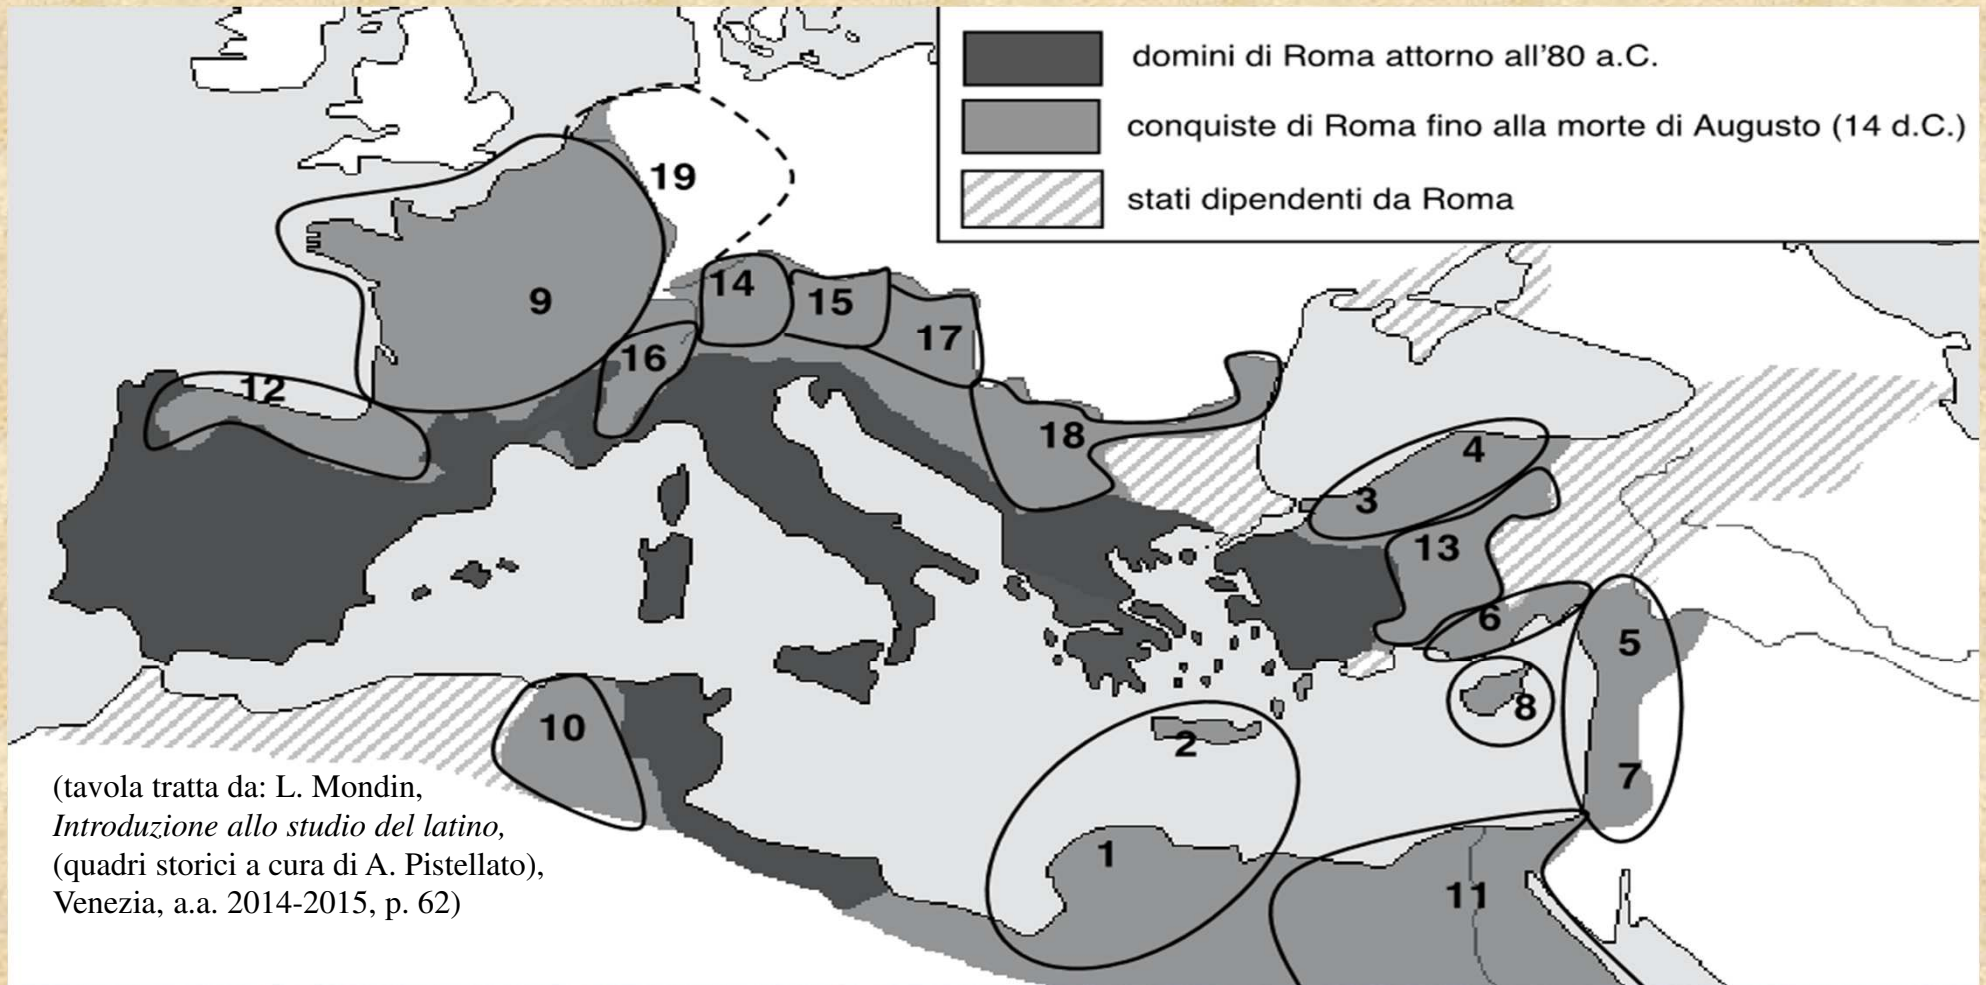 domini di Roma attorno all'80 a.C.
conquiste di Roma fino alla morte di Augusto (14 d.C.)
stati dipendenti da Roma
19
14
15
9
17
16
12
18
4
3
13
6
5
8
10
2
7
1
11
(tavola tratta da: L. Mondin,
Introduzione allo studio del latino,
(quadri storici a cura di A. Pistellato),
Venezia, a.a. 2014-2015, p. 62)